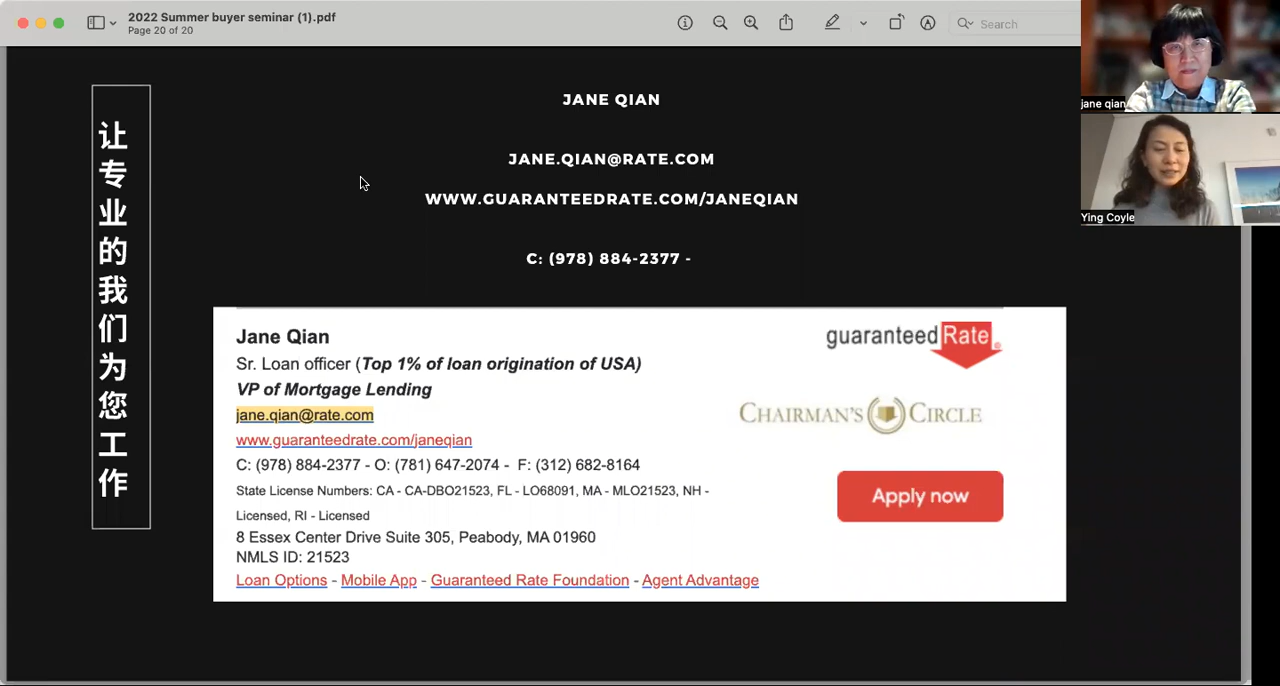 2022 Summer buyer seminar (1).pdf
Page 20 of 20
Search
jane qian
Ying Coyle
让专业的我们为您工作
JANE QIAN
JANE.QIAN@RATE.COM
WWW.GUARANTEEDRATE.COM/JANEQIAN
C: (978) 884-2377 -
Jane Qian
Sr. Loan officer (Top 1% of loan origination of USA)
VP of Mortgage Lending
jane.qian@rate.com
www.guaranteedrate.com/janeqian
C: (978) 884-2377 - O: (781) 647-2074 - F: (312) 682-8164
State License Numbers: CA - CA-DBO21523, FL - LO68091, MA - MLO21523, NH -
Licensed, RI - Licensed
8 Essex Center Drive Suite 305, Peabody, MA 01960
NMLS ID: 21523
Loan Options - Mobile App - Guaranteed Rate Foundation - Agent Advantage
guaranteed Rate
CHAIRMAN'S CIRCLE
Apply now